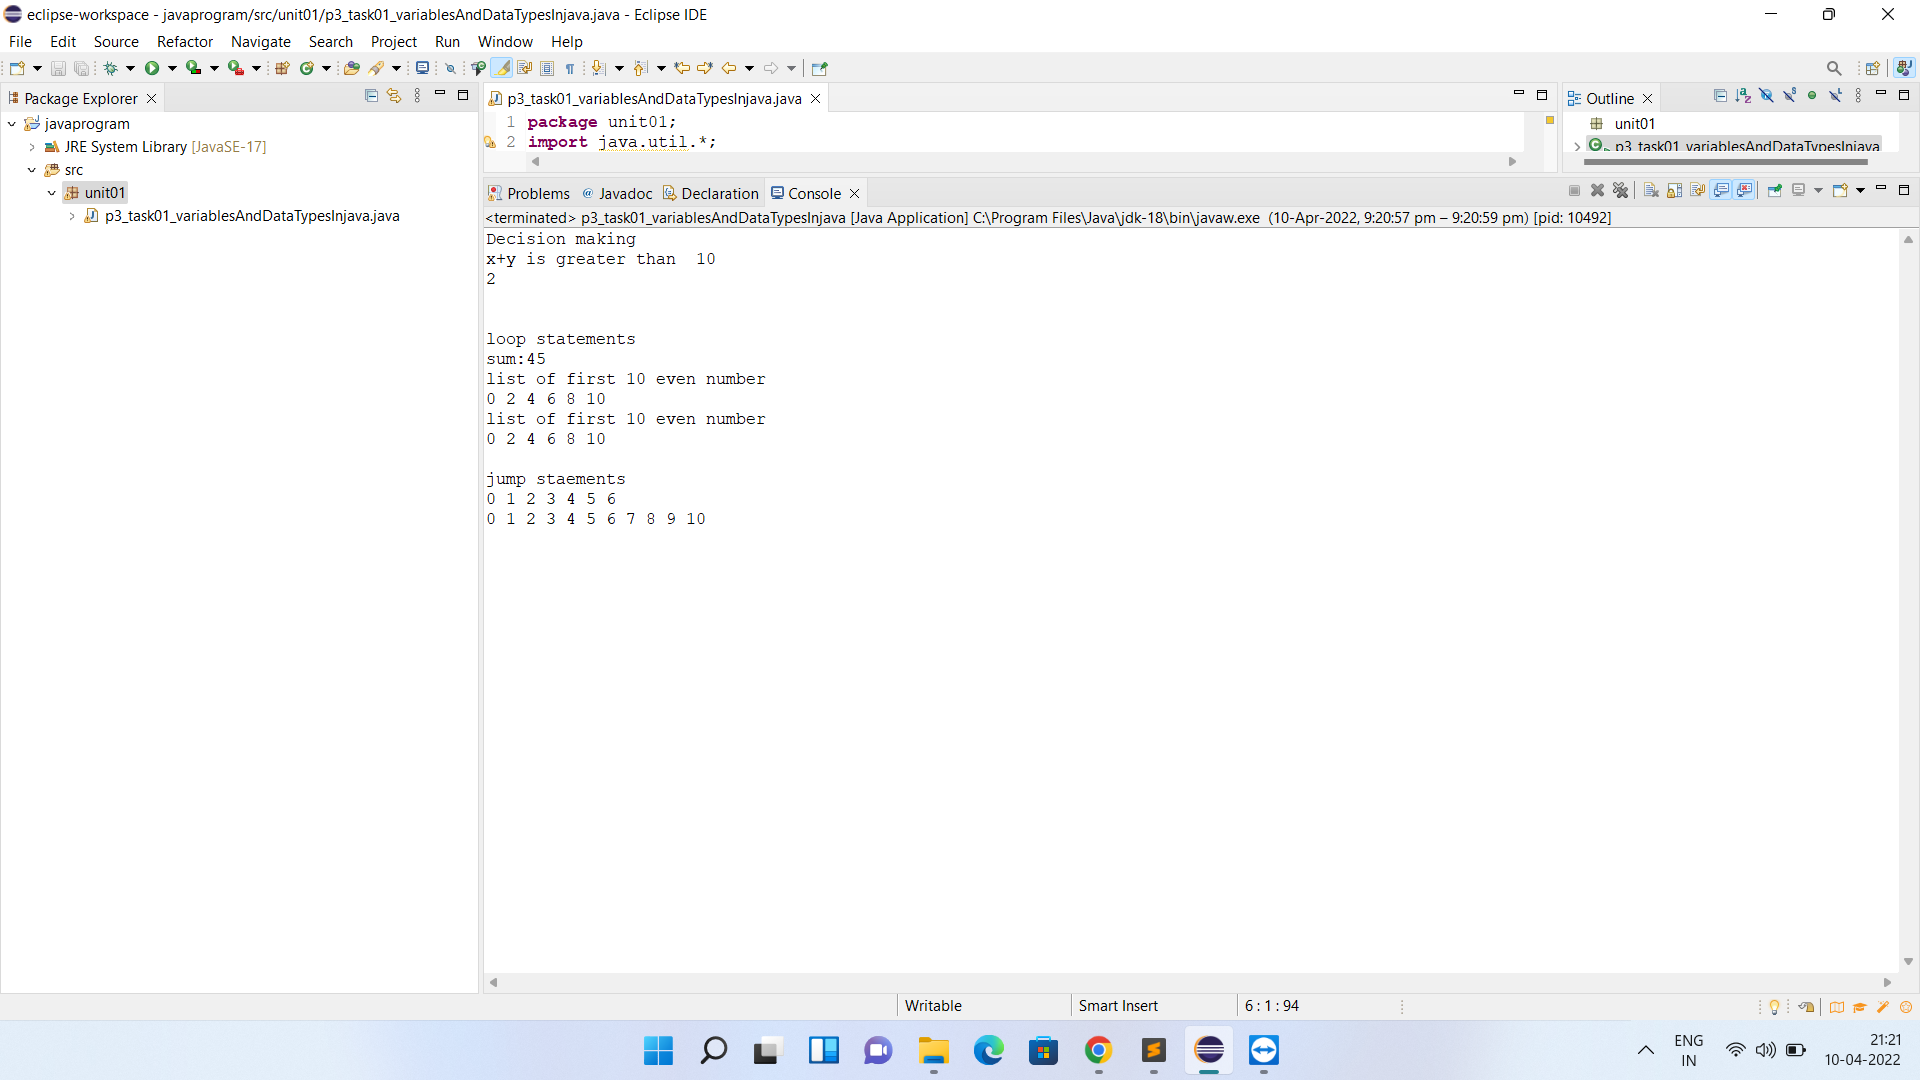 eclipse-workspace - javaprogram/src/unit01/p3_task01_variablesAndDataTypesInjava.java - Eclipse IDE
File Edit Source Refactor Navigate Search Project Run Window Help
Package Explorer
javaprogram
JRE System Library [JavaSE-17]
src
unit01
p3_task01_variablesAndDataTypesInjava.java
p3_task01_variablesAndDataTypesInjava.java
1 package unit01;
2 import java.util.*;
Outline
unit01
p3_task01_variablesAndDataTypesInjava
Problems @ Javadoc Declaration Console
<terminated> p3_task01_variablesAndDataTypesInjava [Java Application] C:\Program Files\Java\jdk-18\bin\javaw.exe (10-Apr-2022, 9:20:57 pm – 9:20:59 pm) [pid: 10492]
Decision making
x+y is greater than  10
2
loop statements
sum:45
list of first 10 even number
0 2 4 6 8 10
list of first 10 even number
0 2 4 6 8 10
jump staements
0 1 2 3 4 5 6
0 1 2 3 4 5 6 7 8 9 10
Writable
Smart Insert
6 : 1 : 94
ENG
IN
21:21
10-04-2022